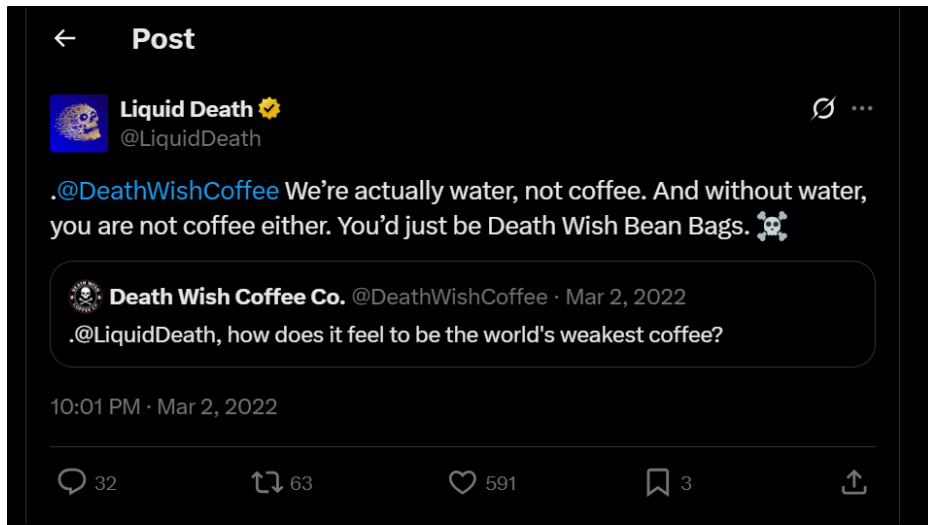 Post
Liquid Death
@LiquidDeath
.@DeathWishCoffee We’re actually water, not coffee. And without water,
you are not coffee either. You’d just be Death Wish Bean Bags. ☠️
Death Wish Coffee Co. @DeathWishCoffee · Mar 2, 2022
.@LiquidDeath, how does it feel to be the world's weakest coffee?
10:01 PM · Mar 2, 2022
32 63 591 3